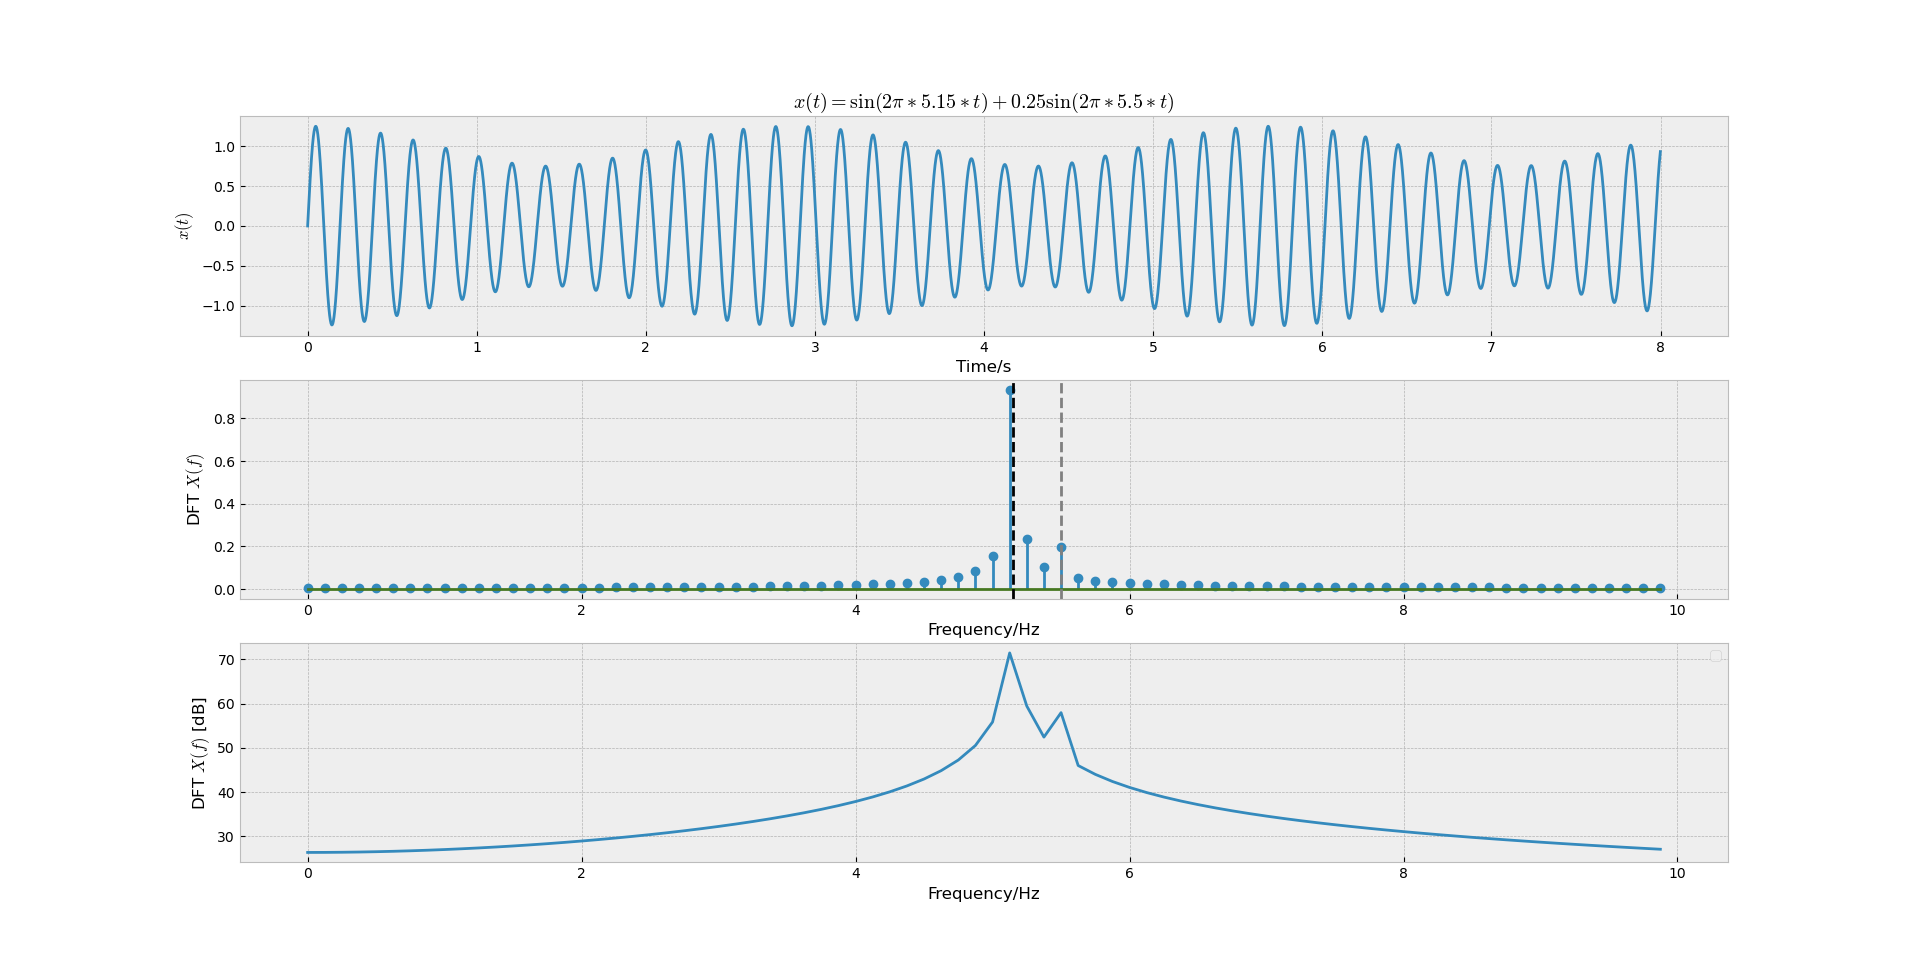 x(t) = sin(2π * 5.15 * t) + 0.25sin(2π * 5.5 * t)
1.0
0.5
0.0
−0.5
−1.0
x(t)
0 1 2 3 4 5 6 7 8
Time/s
0.8
0.6
0.4
0.2
0.0
DFT X(f)
0 2 4 6 8 10
Frequency/Hz
70
60
50
40
30
DFT X(f) [dB]
0 2 4 6 8 10
Frequency/Hz